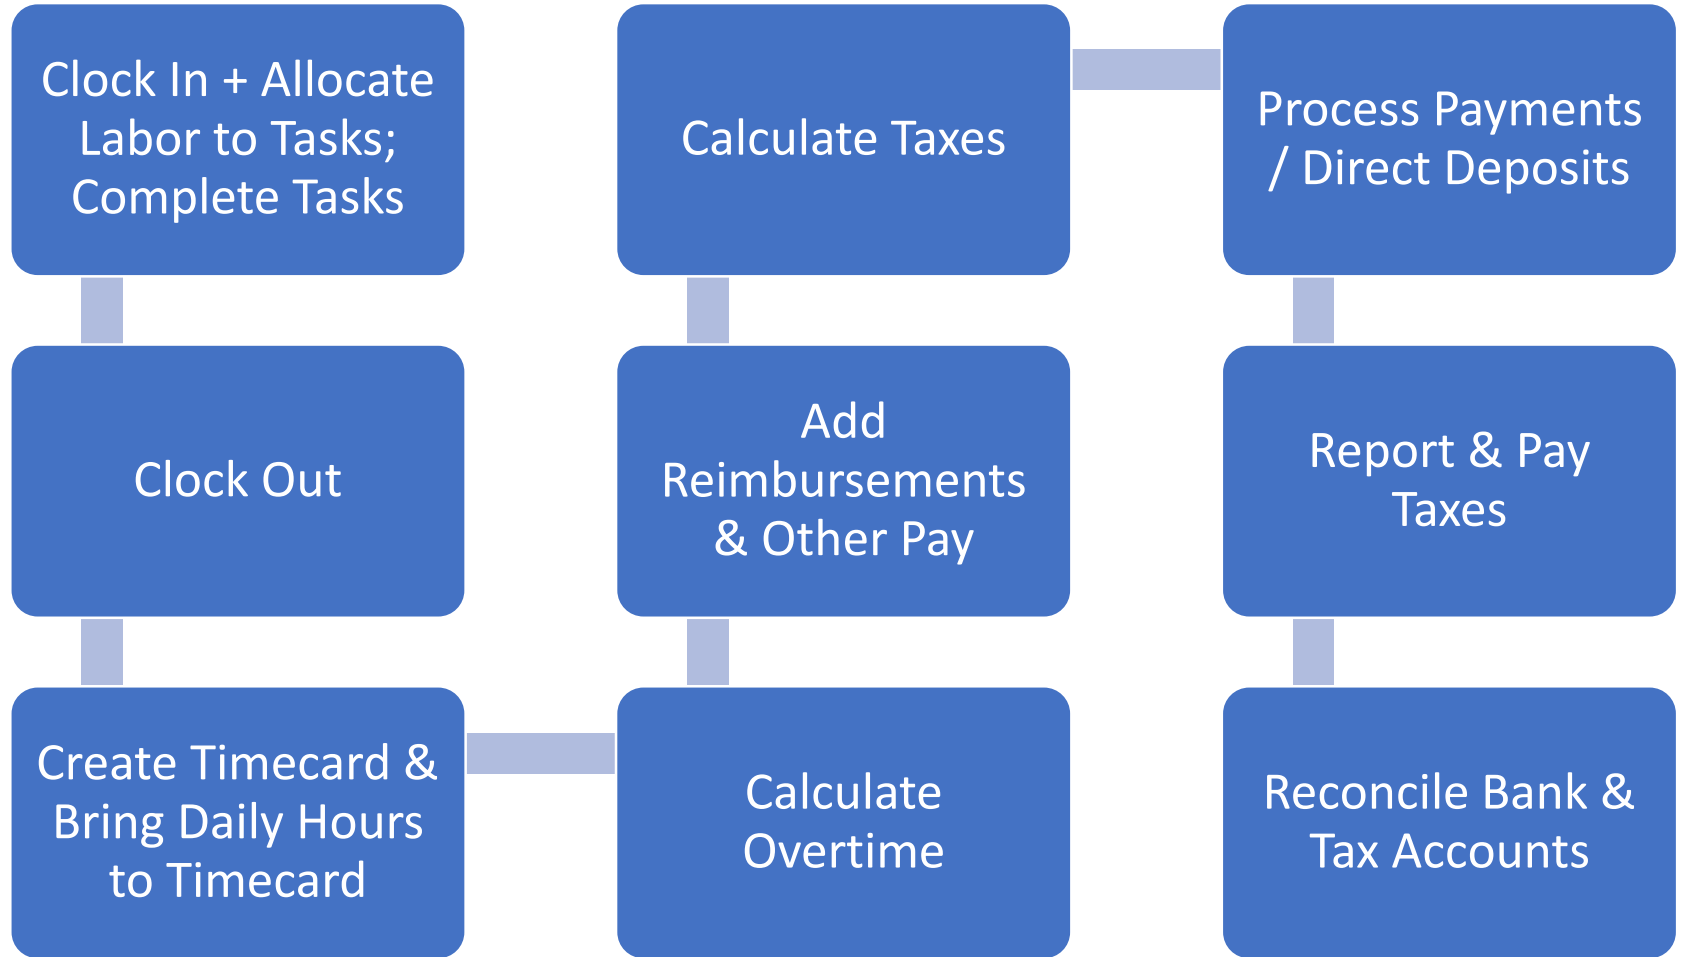 Clock In + Allocate
Labor to Tasks;
Complete Tasks
Clock Out
Create Timecard &
Bring Daily Hours
to Timecard
Calculate
Overtime
Add
Reimbursements
& Other Pay
Calculate Taxes
Process Payments
/ Direct Deposits
Report & Pay
Taxes
Reconcile Bank &
Tax Accounts